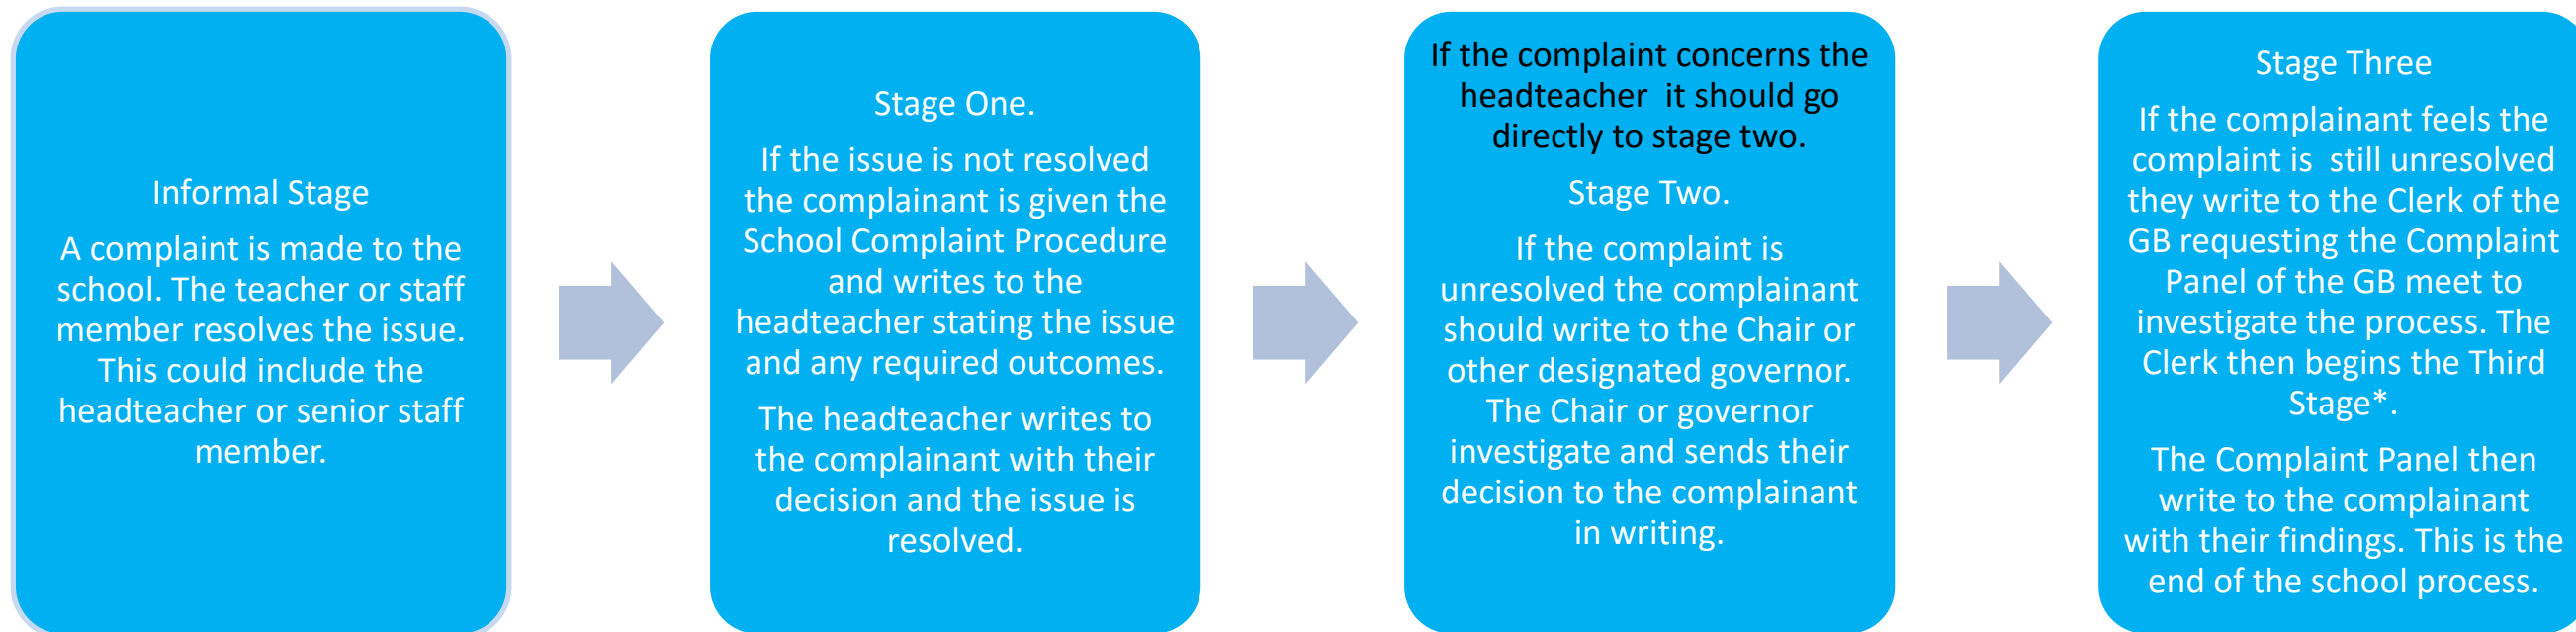 Informal Stage
A complaint is made to the
school. The teacher or staff
member resolves the issue.
This could include the
headteacher or senior staff
member.
Stage One.
If the issue is not resolved
the complainant is given the
School Complaint Procedure
and writes to the
headteacher stating the issue
and any required outcomes.
The headteacher writes to
the complainant with their
decision and the issue is
resolved.
If the complaint concerns the
headteacher it should go
directly to stage two.
Stage Two.
If the complaint is
unresolved the complainant
should write to the Chair or
other designated governor.
The Chair or governor
investigate and sends their
decision to the complainant
in writing.
Stage Three
If the complainant feels the
complaint is still unresolved
they write to the Clerk of the
GB requesting the Complaint
Panel of the GB meet to
investigate the process. The
Clerk then begins the Third
Stage*.
The Complaint Panel then
write to the complainant
with their findings. This is the
end of the school process.